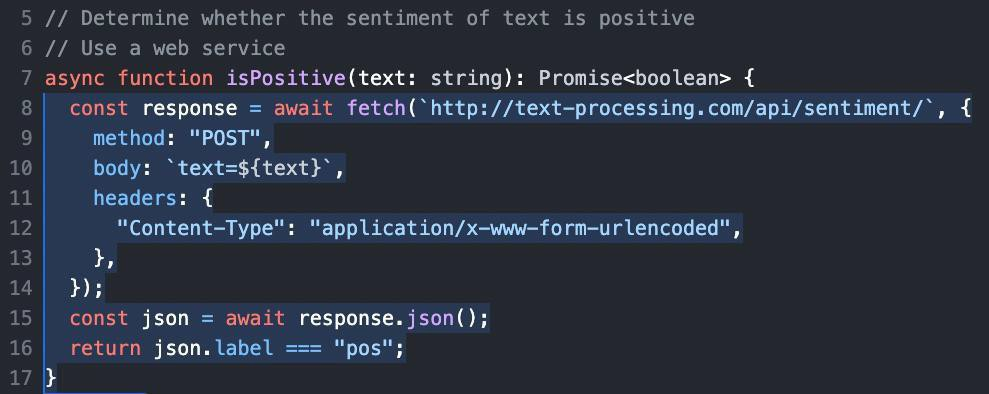 5 // Determine whether the sentiment of text is positive
6 // Use a web service
7 async function isPositive(text: string): Promise<boolean> {
8   const response = await fetch(`http://text-processing.com/api/sentiment/`, {
9     method: "POST",
10     body: `text=${text}`,
11     headers: {
12       "Content-Type": "application/x-www-form-urlencoded",
13     },
14   });
15   const json = await response.json();
16   return json.label === "pos";
17 }